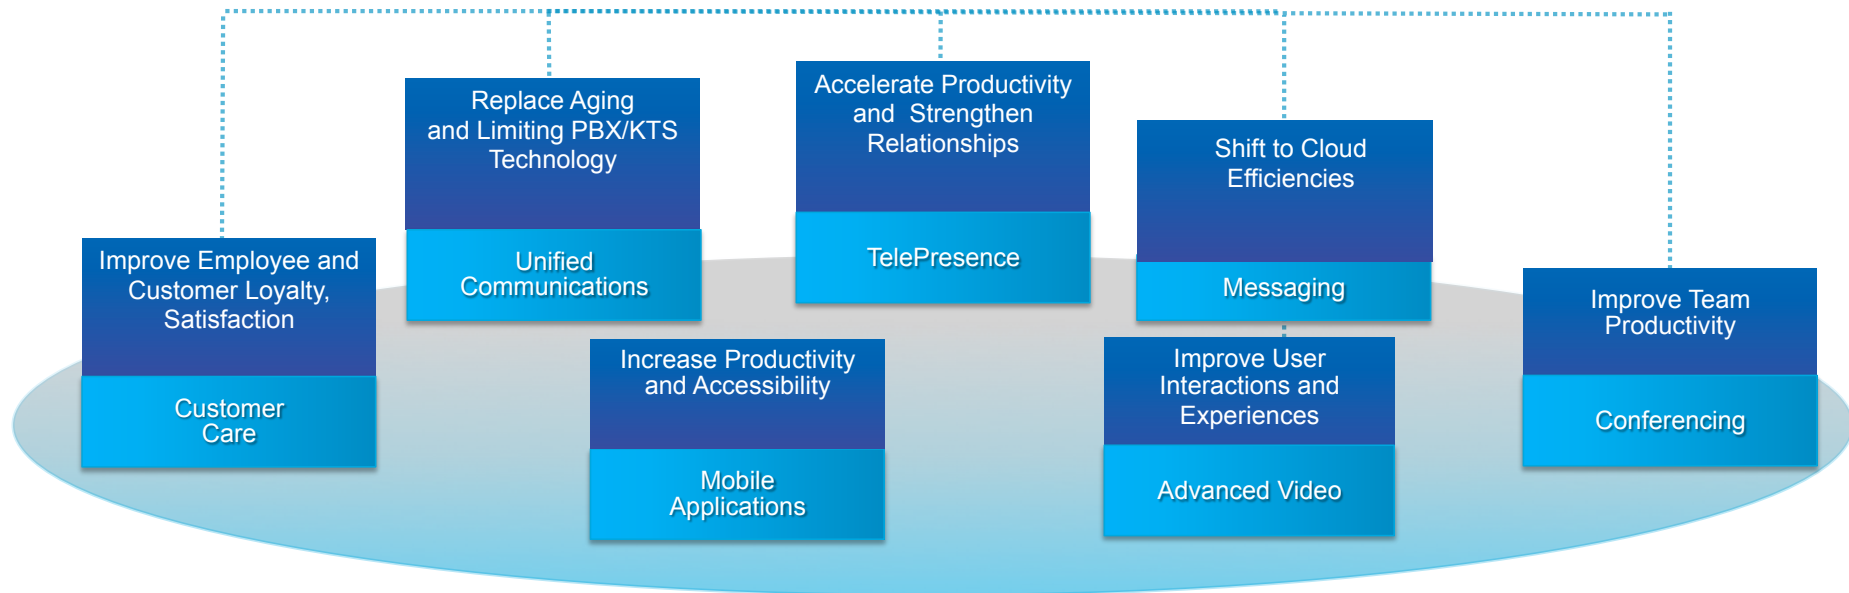 Improve Employee and
Customer Loyalty,
Satisfaction
Customer
Care
Replace Aging
and Limiting PBX/KTS
Technology
Unified
Communications
Accelerate Productivity
and Strengthen
Relationships
TelePresence
Shift to Cloud
Efficiencies
Messaging
Improve Team
Productivity
Conferencing
Increase Productivity
and Accessibility
Mobile
Applications
Improve User
Interactions and
Experiences
Advanced Video